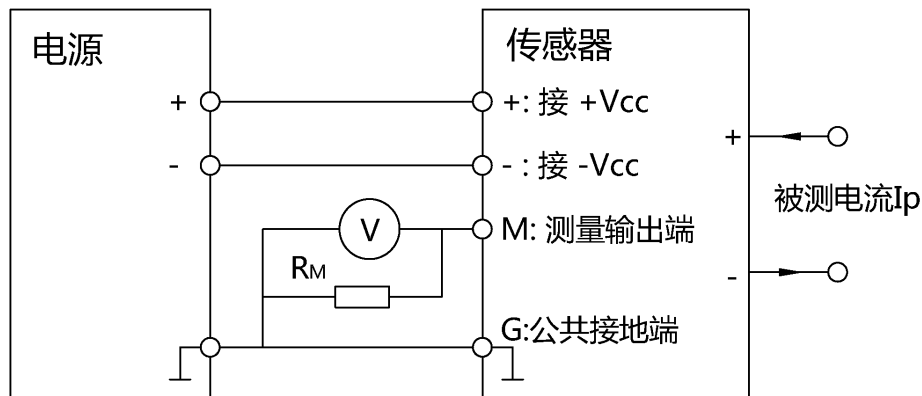 电源
传感器
+
+: 接 +Vcc
+
-
- : 接 -Vcc
被测电流Ip
V
M: 测量输出端
RM
-
G:公共接地端